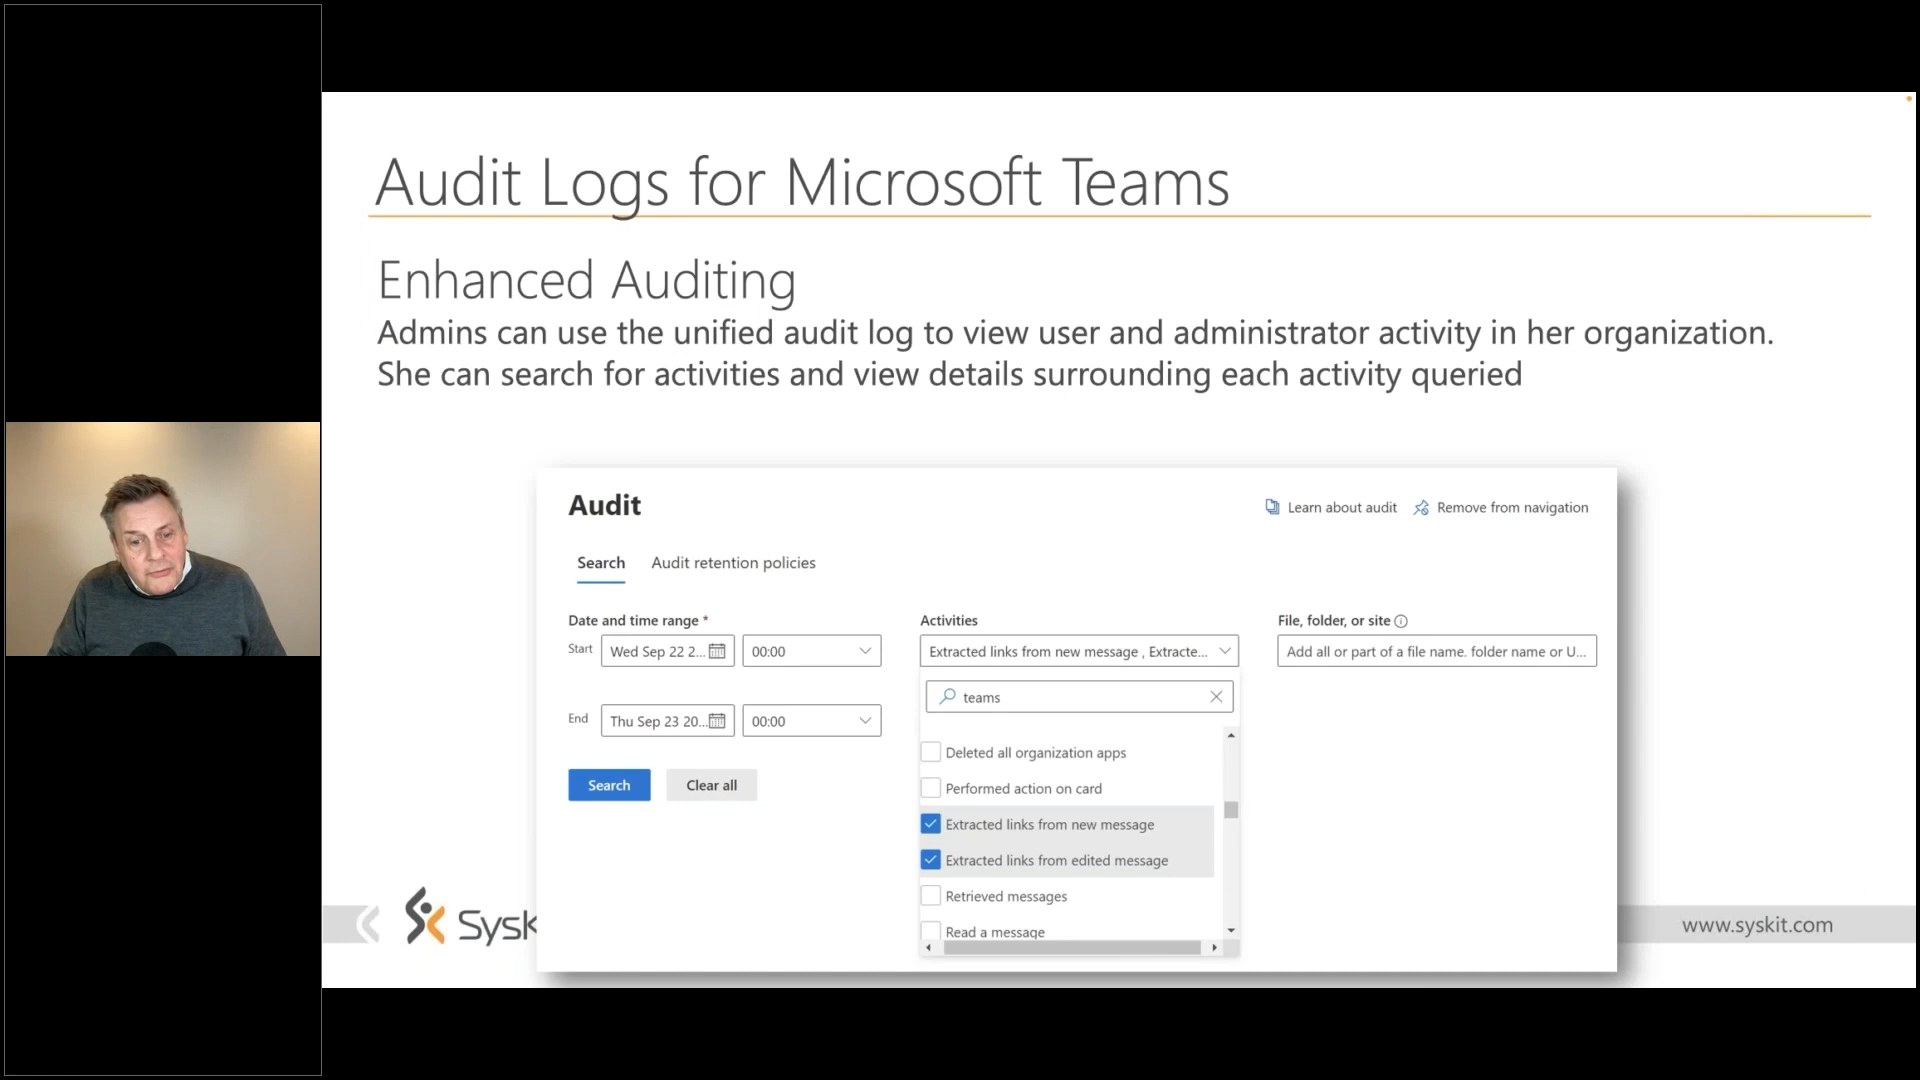 Audit Logs for Microsoft Teams
Enhanced Auditing
Admins can use the unified audit log to view user and administrator activity in her organization.
She can search for activities and view details surrounding each activity queried
Audit
Learn about audit
Remove from navigation
Search
Audit retention policies
Date and time range *
Start
Wed Sep 22 2...
00:00
End
Thu Sep 23 20...
00:00
Search
Clear all
Activities
Extracted links from new message , Extracte...
teams
Deleted all organization apps
Performed action on card
Extracted links from new message
Extracted links from edited message
Retrieved messages
Read a message
File, folder, or site
Add all or part of a file name. folder name or U...
Sysk
www.syskit.com